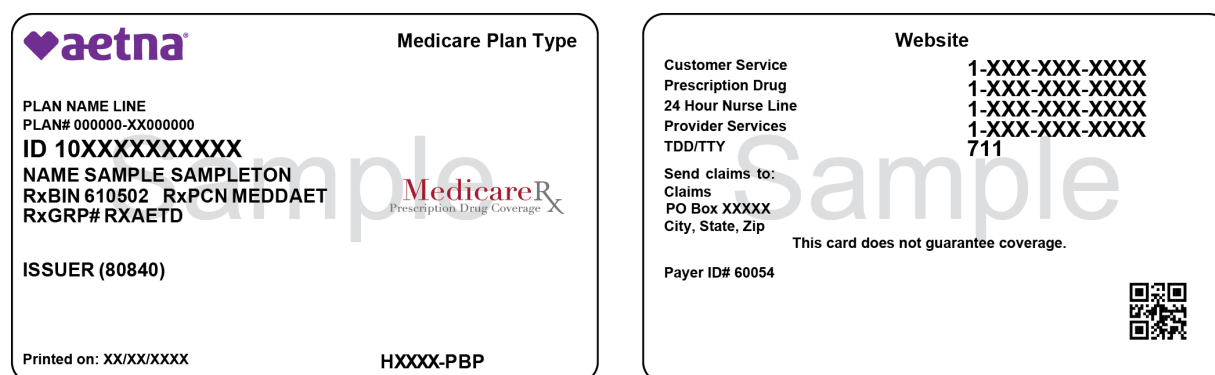 aetna
Medicare Plan Type
PLAN NAME LINE
PLAN# 000000-XX000000
ID 10XXXXXXXXXX
NAME SAMPLE SAMPLETON
RxBIN 610502 RxPCN MEDDAET
RxGRP# RXAETD
MedicareRx
Prescription Drug Coverage
ISSUER (80840)
Printed on: XX/XX/XXXX
HXXXX-PBP
Sample
Website
Customer Service 1-XXX-XXX-XXXX
Prescription Drug 1-XXX-XXX-XXXX
24 Hour Nurse Line 1-XXX-XXX-XXXX
Provider Services 1-XXX-XXX-XXXX
TDD/TTY 711
Send claims to:
Claims
PO Box XXXXX
City, State, Zip
This card does not guarantee coverage.
Payer ID# 60054
Sample